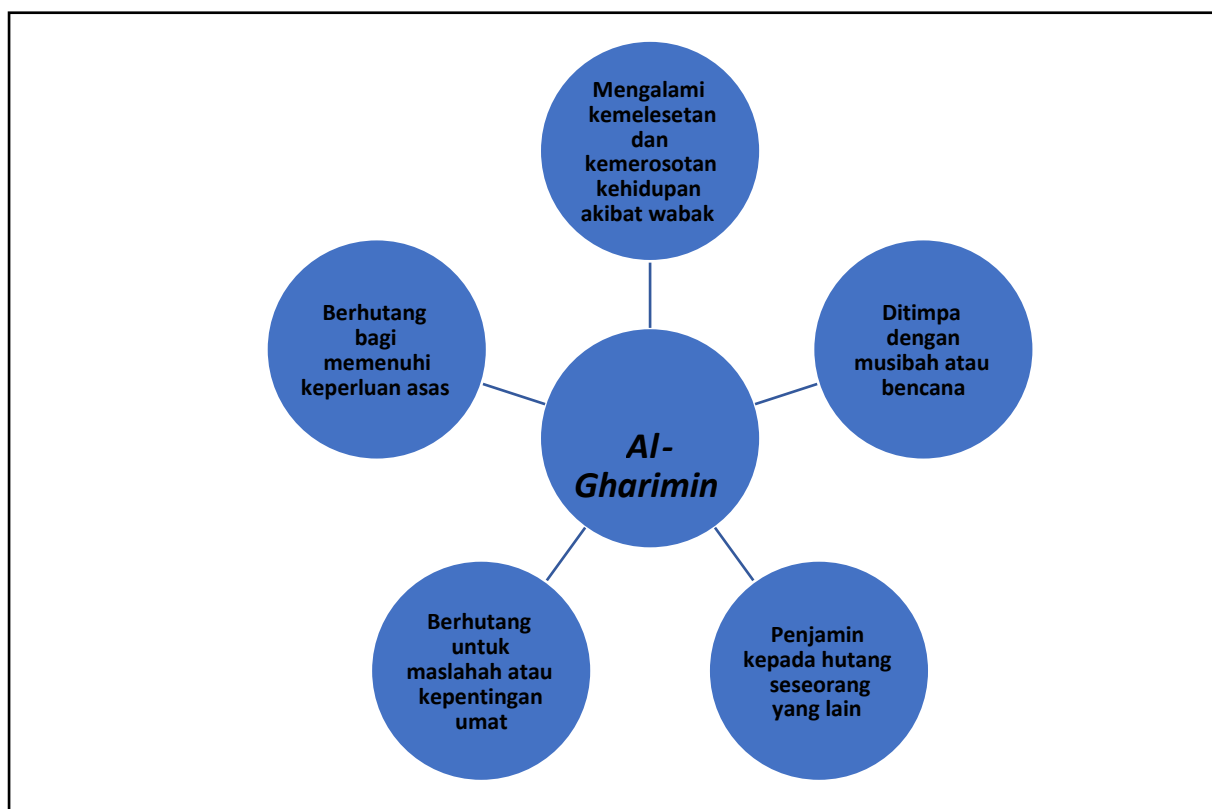 Mengalami
kemelesetan
dan
kemerosotan
kehidupan
akibat wabak
Ditimpa
dengan
musibah atau
bencana
Penjamin
kepada hutang
seseorang
yang lain
Berhutang
untuk
maslahah atau
kepentingan
umat
Berhutang
bagi
memenuhi
keperluan asas
Al-
Gharimin